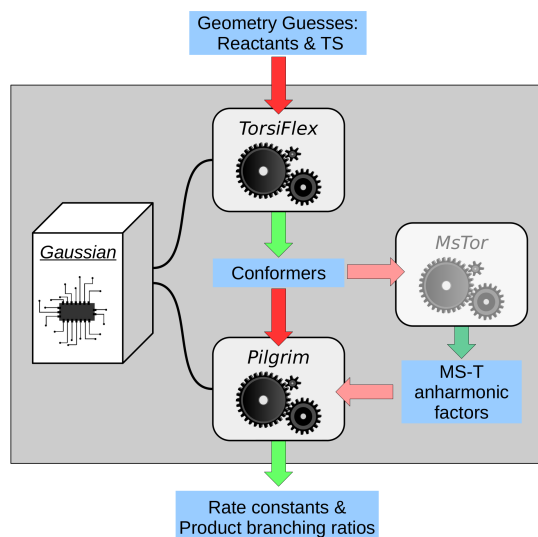 Geometry Guesses:
Reactants & TS
TorsiFlex
Gaussian
MsTor
Conformers
Pilgrim
MS-T
anharmonic
factors
Rate constants &
Product branching ratios